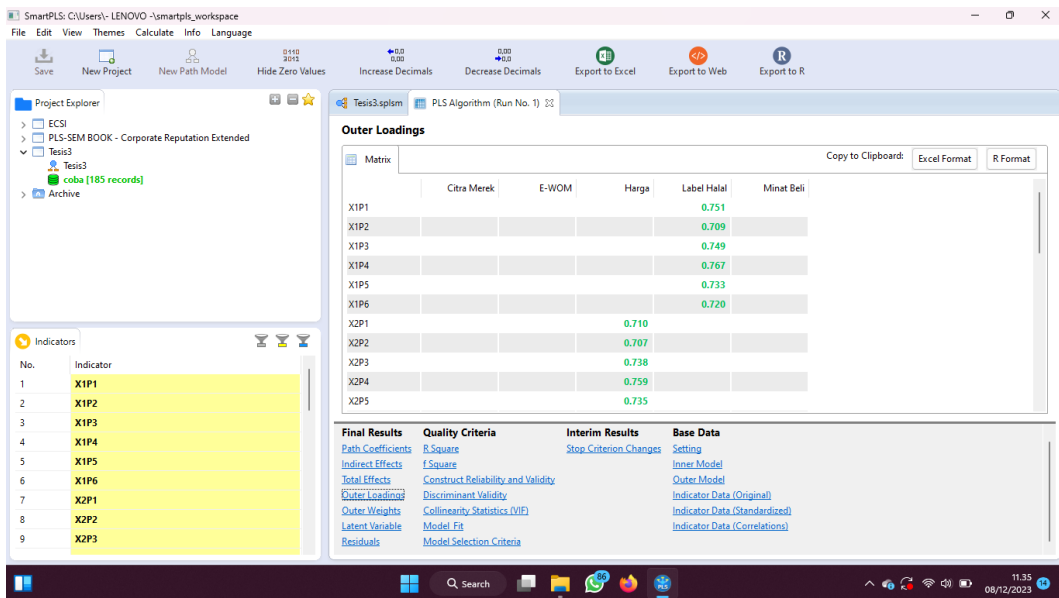 SmartPLS: C:\Users\- LENOVO -\smartpls_workspace
File Edit View Themes Calculate Info Language
Save New Project New Path Model Hide Zero Values Increase Decimals Decrease Decimals Export to Excel Export to Web Export to R
Project Explorer
ECSI
PLS-SEM BOOK - Corporate Reputation Extended
Tesis3
Tesis3
coba [185 records]
Archive
Indicators
No. Indicator
1 X1P1
2 X1P2
3 X1P3
4 X1P4
5 X1P5
6 X1P6
7 X2P1
8 X2P2
9 X2P3
Tesis3.splsm PLS Algorithm (Run No. 1)
Outer Loadings
Matrix Copy to Clipboard: Excel Format R Format
Citra Merek E-WOM Harga Label Halal Minat Beli
X1P1 0.751
X1P2 0.709
X1P3 0.749
X1P4 0.767
X1P5 0.733
X1P6 0.720
X2P1 0.710
X2P2 0.707
X2P3 0.738
X2P4 0.759
X2P5 0.735
Final Results Quality Criteria Interim Results Base Data
Path Coefficients R Square Stop Criterion Changes Setting
Indirect Effects f Square Inner Model
Total Effects Construct Reliability and Validity Outer Model
Outer Loadings Discriminant Validity Indicator Data (Original)
Outer Weights Collinearity Statistics (VIF) Indicator Data (Standardized)
Latent Variable Model_Fit Indicator Data (Correlations)
Residuals Model Selection Criteria
Search 86 PLS 11.35 14
08/12/2023